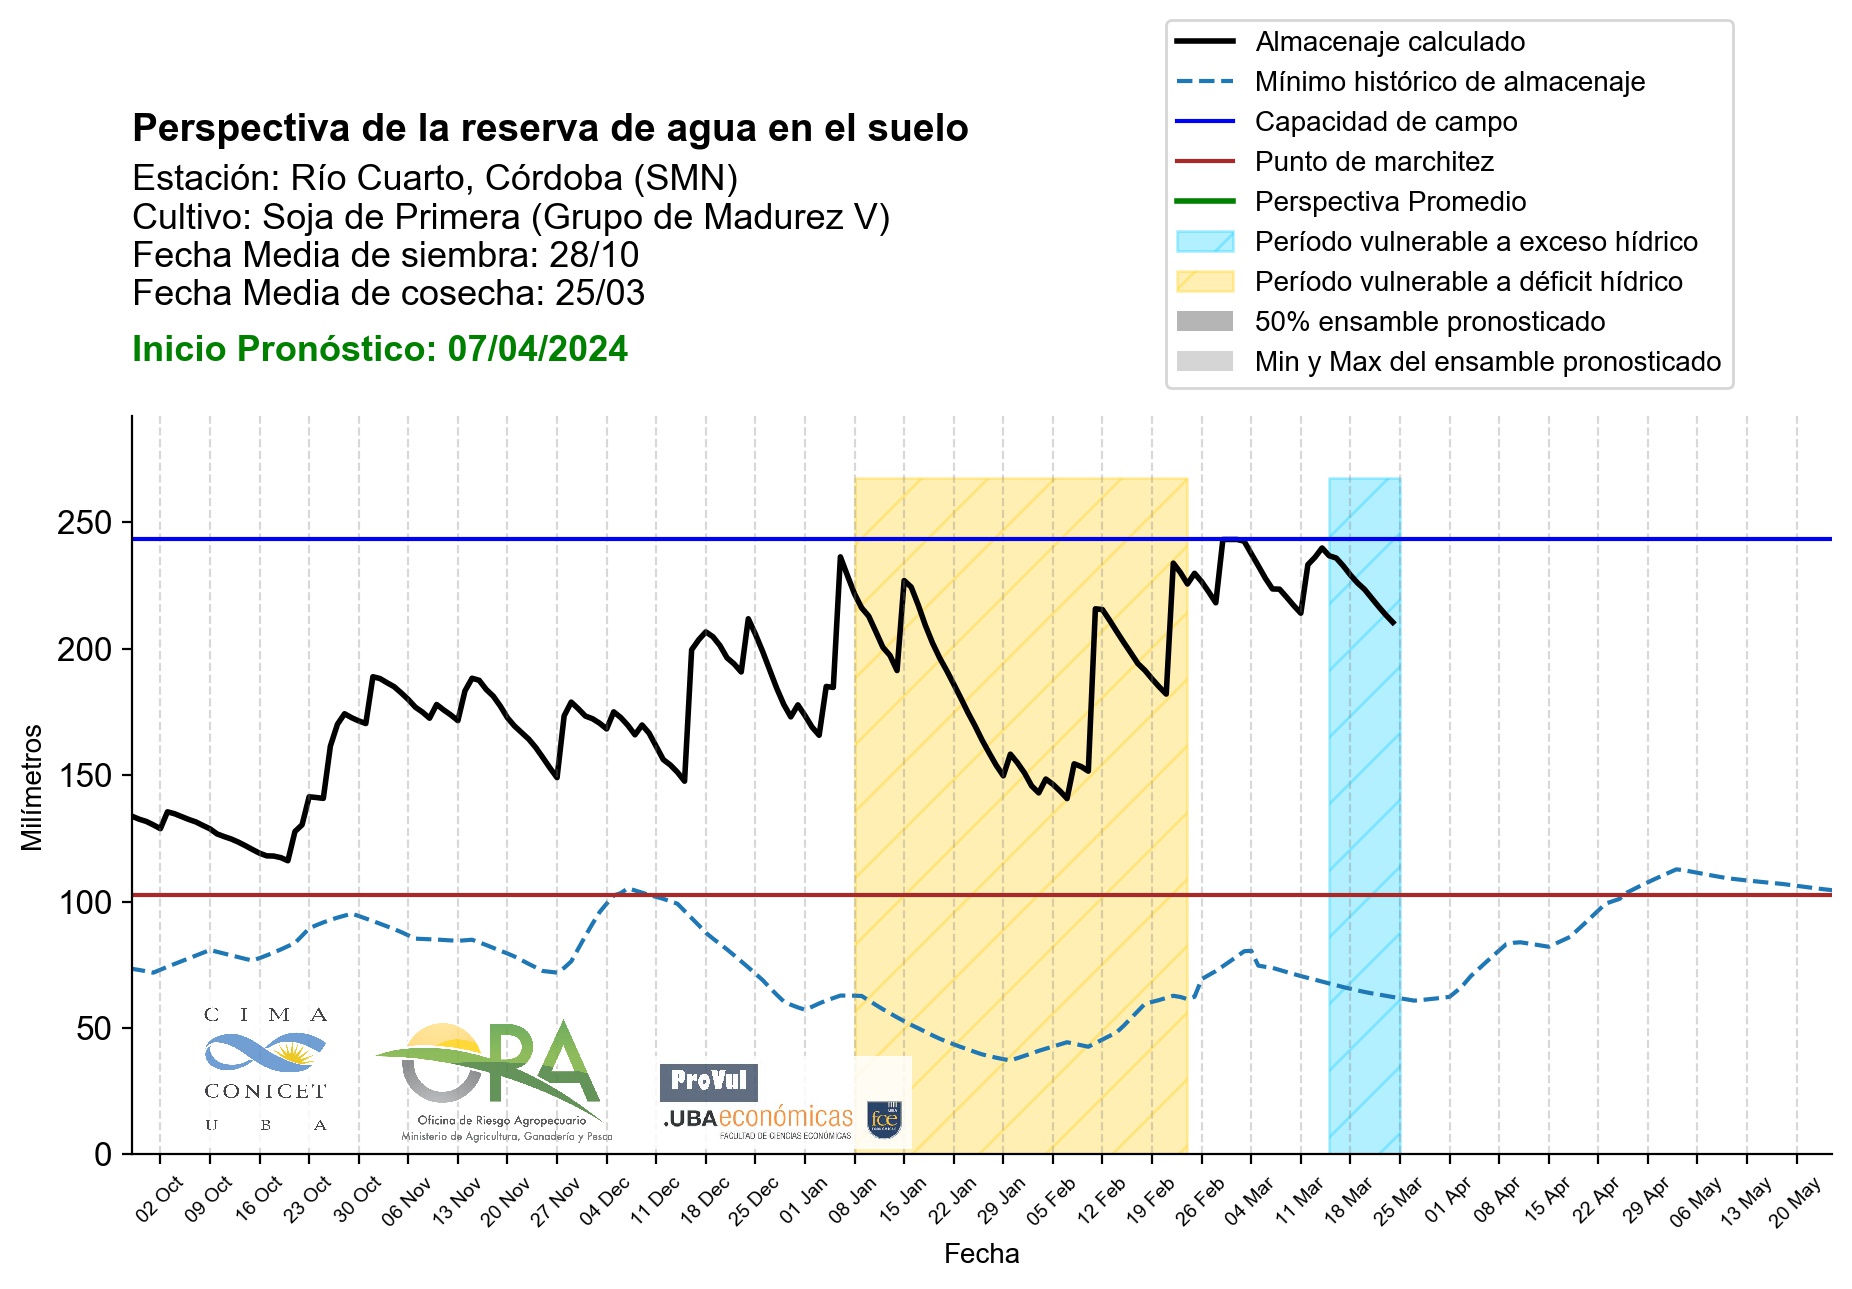 Almacenaje calculado
Mínimo histórico de almacenaje
Capacidad de campo
Punto de marchitez
Perspectiva Promedio
Período vulnerable a exceso hídrico
Período vulnerable a déficit hídrico
50% ensamble pronosticado
Min y Max del ensamble pronosticado
Perspectiva de la reserva de agua en el suelo
Estación: Río Cuarto, Córdoba (SMN)
Cultivo: Soja de Primera (Grupo de Madurez V)
Fecha Media de siembra: 28/10
Fecha Media de cosecha: 25/03
Inicio Pronóstico: 07/04/2024
Milímetros
250
200
150
100
50
0
C I M A
CONICET
U B A
ORA
Oficina de Riesgo Agropecuario
Ministerio de Agricultura, Ganadería y Pesca
ProVul
.UBAeconómicas
FACULTAD DE CIENCIAS ECONÓMICAS
fce
02 Oct
09 Oct
16 Oct
23 Oct
30 Oct
06 Nov
13 Nov
20 Nov
27 Nov
04 Dec
11 Dec
18 Dec
25 Dec
01 Jan
08 Jan
15 Jan
22 Jan
29 Jan
05 Feb
12 Feb
19 Feb
26 Feb
04 Mar
11 Mar
18 Mar
25 Mar
01 Apr
08 Apr
15 Apr
22 Apr
29 Apr
06 May
13 May
20 May
Fecha